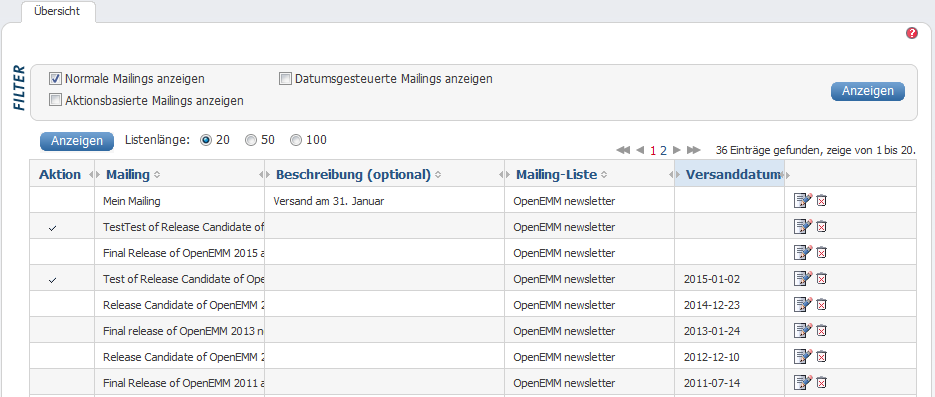 Übersicht
?
FILTER
Normale Mailings anzeigen Datumsgesteuerte Mailings anzeigen
Aktionsbasierte Mailings anzeigen
Anzeigen
Anzeigen Listenlänge: 20 50 100
1 2 36 Einträge gefunden, zeige von 1 bis 20.
Aktion Mailing Beschreibung (optional) Mailing-Liste Versanddatum
Mein Mailing Versand am 31. Januar OpenEMM newsletter
TestTest of Release Candidate of OpenEMM newsletter
Final Release of OpenEMM 2015 a OpenEMM newsletter
Test of Release Candidate of Ope OpenEMM newsletter 2015-01-02
Release Candidate of OpenEMM 2 OpenEMM newsletter 2014-12-23
Final release of OpenEMM 2013 n OpenEMM newsletter 2013-01-24
Release Candidate of OpenEMM 2 OpenEMM newsletter 2012-12-10
Final Release of OpenEMM 2011 a OpenEMM newsletter 2011-07-14